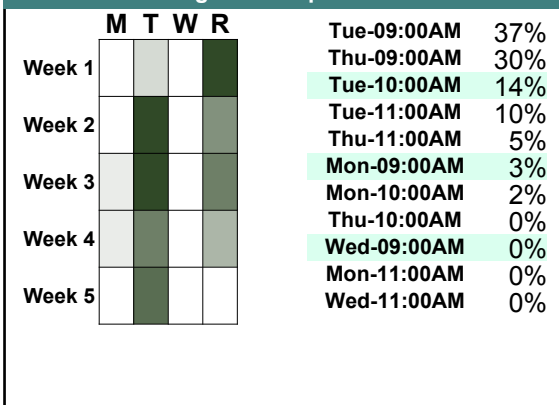 M T W R
Week 1
Week 2
Week 3
Week 4
Week 5
Tue-09:00AM 37%
Thu-09:00AM 30%
Tue-10:00AM 14%
Tue-11:00AM 10%
Thu-11:00AM 5%
Mon-09:00AM 3%
Mon-10:00AM 2%
Thu-10:00AM 0%
Wed-09:00AM 0%
Mon-11:00AM 0%
Wed-11:00AM 0%